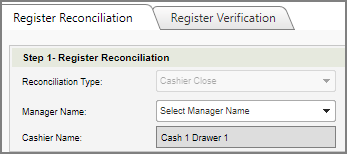 Register Reconciliation
Register Verification
Step 1- Register Reconciliation
Reconciliation Type:
Cashier Close
Manager Name:
Select Manager Name
Cashier Name:
Cash 1 Drawer 1